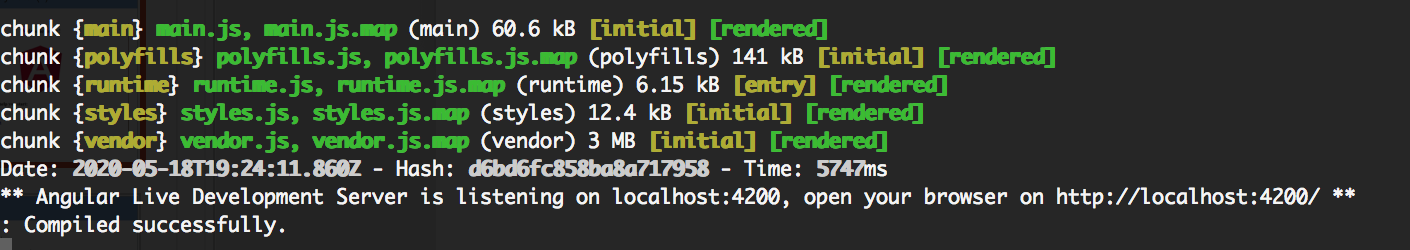 chunk {main} main.js, main.js.map (main) 60.6 kB [initial] [rendered]
chunk {polyfills} polyfills.js, polyfills.js.map (polyfills) 141 kB [initial] [rendered]
chunk {runtime} runtime.js, runtime.js.map (runtime) 6.15 kB [entry] [rendered]
chunk {styles} styles.js, styles.js.map (styles) 12.4 kB [initial] [rendered]
chunk {vendor} vendor.js, vendor.js.map (vendor) 3 MB [initial] [rendered]
Date: 2020-05-18T19:24:11.860Z - Hash: d6bd6fc858ba8a717958 - Time: 5747ms
** Angular Live Development Server is listening on localhost:4200, open your browser on http://localhost:4200/ **
: Compiled successfully.